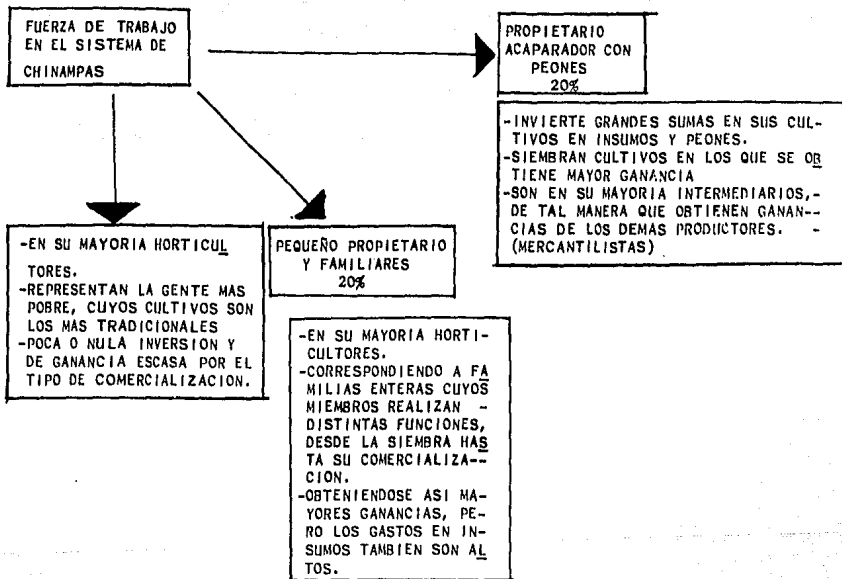 FUERZA DE TRABAJO
EN EL SISTEMA DE
CHINAMPAS
PROPIETARIO
ACAPARADOR CON
PEONES
20%
-INVIERTE GRANDES SUMAS EN SUS CUL-
TIVOS EN INSUMOS Y PEONES.
-SIEMBRAN CULTIVOS EN LOS QUE SE OB
TIENE MAYOR GANANCIA
-SON EN SU MAYORIA INTERMEDIARIOS,-
DE TAL MANERA QUE OBTIENEN GANAN--
CIAS DE LOS DEMAS PRODUCTORES. -
(MERCANTILISTAS)
-EN SU MAYORIA HORTICUL
TORES.
-REPRESENTAN LA GENTE MAS
POBRE, CUYOS CULTIVOS SON
LOS MAS TRADICIONALES
-POCA O NULA INVERSION Y
DE GANANCIA ESCASA POR EL
TIPO DE COMERCIALIZACION.
PEQUEÑO PROPIETARIO
Y FAMILIARES
20%
-EN SU MAYORIA HORTI-
CULTORES.
-CORRESPONDIENDO A FA
MILIAS ENTERAS CUYOS
MIEMBROS REALIZAN -
DISTINTAS FUNCIONES,
DESDE LA SIEMBRA HAS
TA SU COMERCIALIZA--
CION.
-OBTENIENDOSE ASI MA-
YORES GANANCIAS, PE-
RO LOS GASTOS EN IN-
SUMOS TAMBIEN SON AL
TOS.